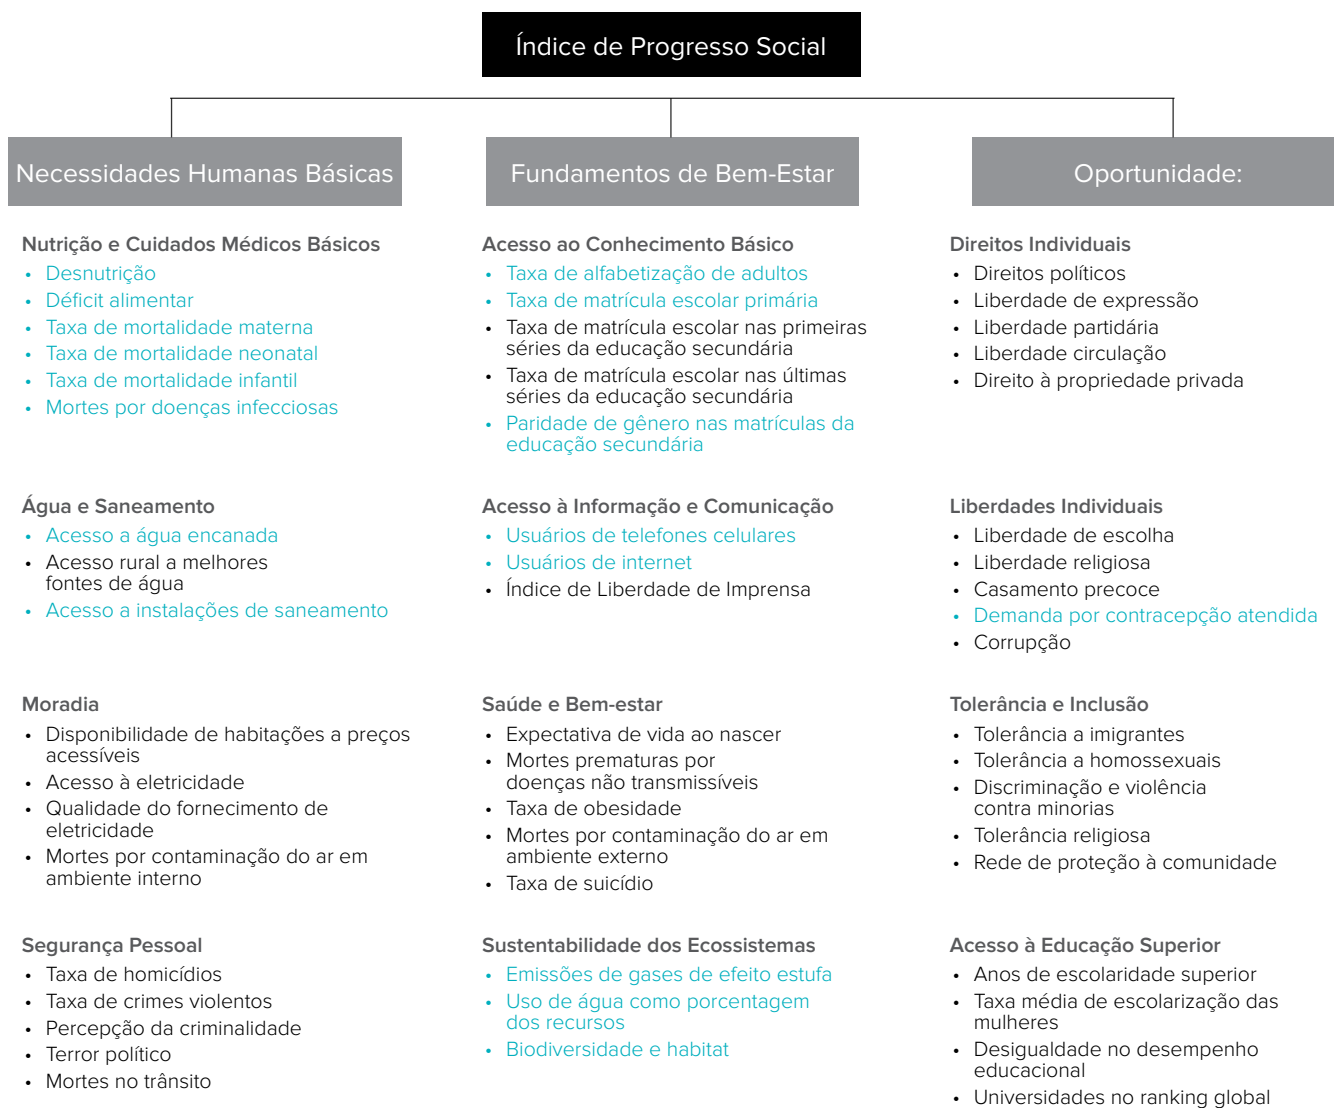 Índice de Progresso Social
Necessidades Humanas Básicas
Nutrição e Cuidados Médicos Básicos
• Desnutrição
• Déficit alimentar
• Taxa de mortalidade materna
• Taxa de mortalidade neonatal
• Taxa de mortalidade infantil
• Mortes por doenças infecciosas
Água e Saneamento
• Acesso a água encanada
• Acesso rural a melhores
fontes de água
• Acesso a instalações de saneamento
Moradia
• Disponibilidade de habitações a preços
acessíveis
• Acesso à eletricidade
• Qualidade do fornecimento de
eletricidade
• Mortes por contaminação do ar em
ambiente interno
Segurança Pessoal
• Taxa de homicídios
• Taxa de crimes violentos
• Percepção da criminalidade
• Terror político
• Mortes no trânsito
Fundamentos de Bem-Estar
Acesso ao Conhecimento Básico
• Taxa de alfabetização de adultos
• Taxa de matrícula escolar primária
• Taxa de matrícula escolar nas primeiras
séries da educação secundária
• Taxa de matrícula escolar nas últimas
séries da educação secundária
• Paridade de gênero nas matrículas da
educação secundária
Acesso à Informação e Comunicação
• Usuários de telefones celulares
• Usuários de internet
• Índice de Liberdade de Imprensa
Saúde e Bem-estar
• Expectativa de vida ao nascer
• Mortes prematuras por
doenças não transmissíveis
• Taxa de obesidade
• Mortes por contaminação do ar em
ambiente externo
• Taxa de suicídio
Sustentabilidade dos Ecossistemas
• Emissões de gases de efeito estufa
• Uso de água como porcentagem
dos recursos
• Biodiversidade e habitat
Oportunidade:
Direitos Individuais
• Direitos políticos
• Liberdade de expressão
• Liberdade partidária
• Liberdade circulação
• Direito à propriedade privada
Liberdades Individuais
• Liberdade de escolha
• Liberdade religiosa
• Casamento precoce
• Demanda por contracepção atendida
• Corrupção
Tolerância e Inclusão
• Tolerância a imigrantes
• Tolerância a homossexuais
• Discriminação e violência
contra minorias
• Tolerância religiosa
• Rede de proteção à comunidade
Acesso à Educação Superior
• Anos de escolaridade superior
• Taxa média de escolarização das
mulheres
• Desigualdade no desempenho
educacional
• Universidades no ranking global